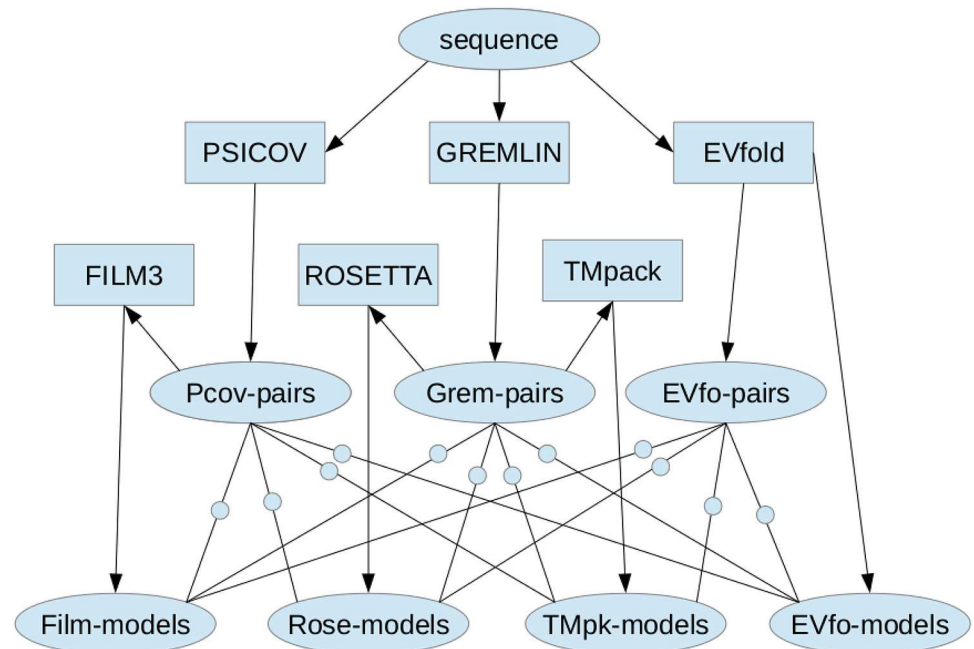 sequence
PSICOV
GREMLIN
EVfold
FILM3
ROSETTA
TMpack
Pcov-pairs
Grem-pairs
EVfo-pairs
Film-models
Rose-models
TMpk-models
EVfo-models